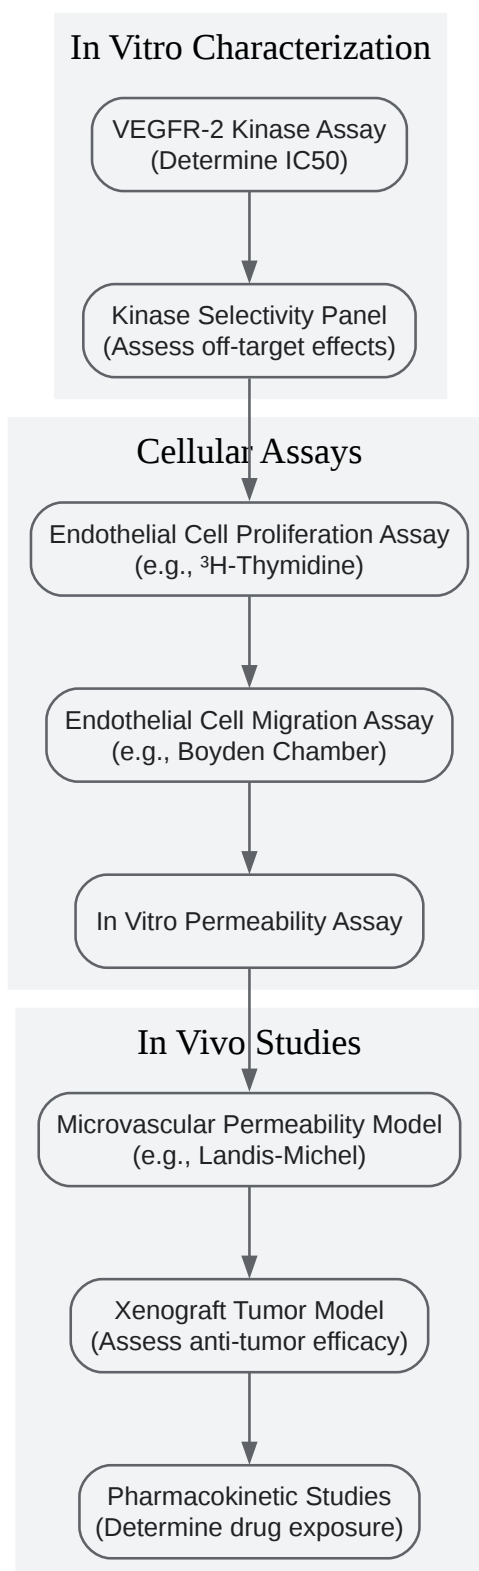 In Vitro Characterization
VEGFR-2 Kinase Assay
(Determine IC50)
Kinase Selectivity Panel
(Assess off-target effects)
Cellular Assays
Endothelial Cell Proliferation Assay
(e.g., ³H-Thymidine)
Endothelial Cell Migration Assay
(e.g., Boyden Chamber)
In Vitro Permeability Assay
In Vivo Studies
Microvascular Permeability Model
(e.g., Landis-Michel)
Xenograft Tumor Model
(Assess anti-tumor efficacy)
Pharmacokinetic Studies
(Determine drug exposure)